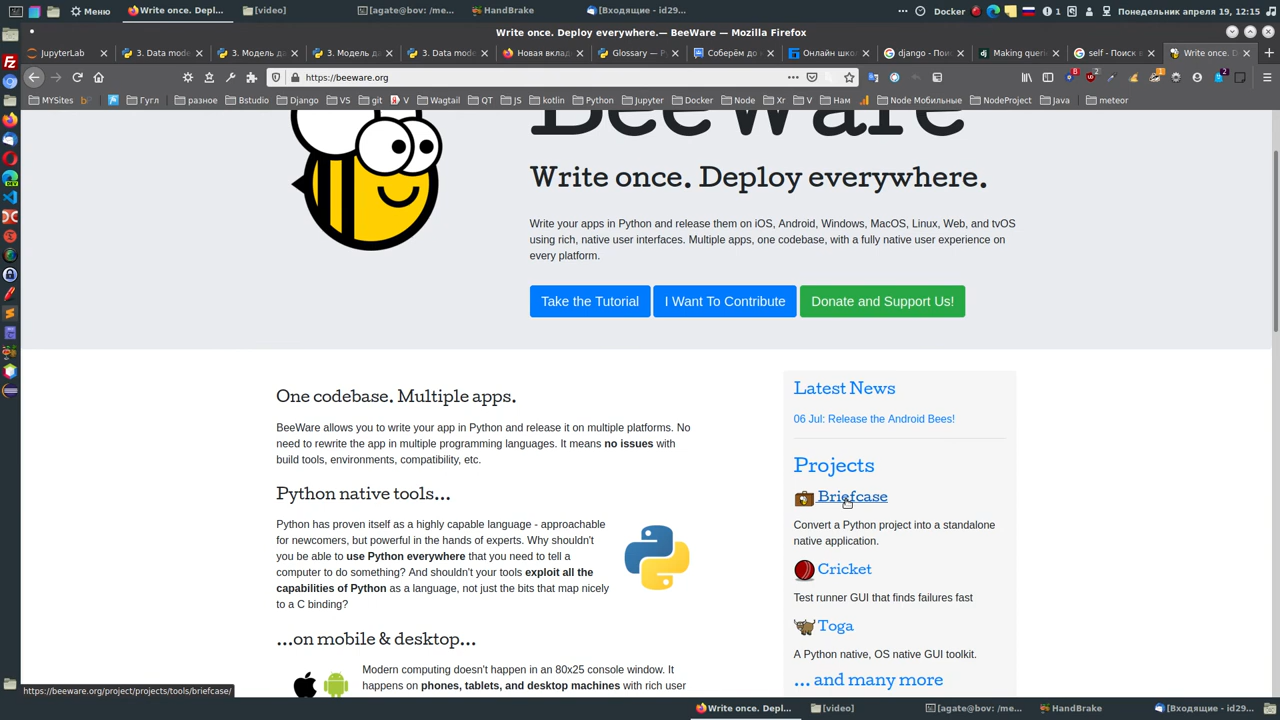 Меню
Write once. Depl...
[video]
[agate@bov: /me...
HandBrake
[Входящие - id29...
Docker
1
Понедельник апреля 19, 12:15
Write once. Deploy everywhere.— BeeWare — Mozilla Firefox
JupyterLab
3. Data mode
3. Модель д
3. Модель д
3. Data mode
Новая вклад
Glossary — Py
Соберём до
Онлайн шко
django - Пои
Making queri
self - Поиск в
Write once. D
https://beeware.org
MYSites
Гугл
разное
Bstudio
Django
VS
git
V
Wagtail
QT
JS
kotlin
Python
Jupyter
Docker
Node
Xr
V
Нам
Node Мобильные
NodeProject
Java
meteor
BeeWare
Write once. Deploy everywhere.
Write your apps in Python and release them on iOS, Android, Windows, MacOS, Linux, Web, and tvOS
using rich, native user interfaces. Multiple apps, one codebase, with a fully native user experience on
every platform.
Take the Tutorial
I Want To Contribute
Donate and Support Us!
One codebase. Multiple apps.
BeeWare allows you to write your app in Python and release it on multiple platforms. No
need to rewrite the app in multiple programming languages. It means no issues with
build tools, environments, compatibility, etc.
Python native tools...
Python has proven itself as a highly capable language - approachable
for newcomers, but powerful in the hands of experts. Why shouldn't
you be able to use Python everywhere that you need to tell a
computer to do something? And shouldn't your tools exploit all the
capabilities of Python as a language, not just the bits that map nicely
to a C binding?
...on mobile & desktop...
Modern computing doesn't happen in an 80x25 console window. It
happens on phones, tablets, and desktop machines with rich user
Latest News
06 Jul: Release the Android Bees!
Projects
Briefcase
Convert a Python project into a standalone
native application.
Cricket
Test runner GUI that finds failures fast
Toga
A Python native, OS native GUI toolkit.
... and many more
https://beeware.org/project/projects/tools/briefcase/
Write once. Depl...
[video]
[agate@bov: /me...
HandBrake
[Входящие - id29...